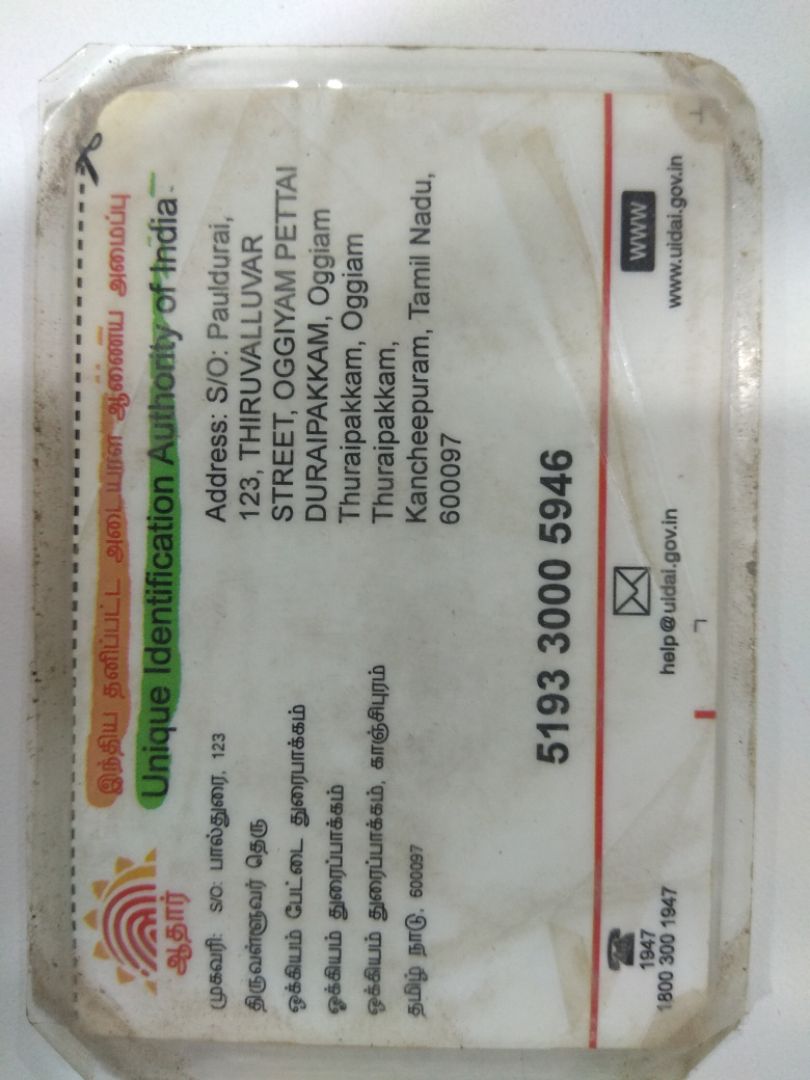 இந்திய தனிப்பட்ட அடையாள ஆணைய அமைப்பு
Unique Identification Authority of India
ஆதார்
முகவரி: S/O: பால்துரை, 123
திருவள்ளுவர் தெரு
ஒக்கியம் பேட்டை துரைபாக்கம்
ஒக்கியம் துரைப்பாக்கம்
ஒக்கியம் துரைப்பாக்கம், காஞ்சிபுரம்
தமிழ் நாடு, 600097
Address: S/O: Pauldurai,
123, THIRUVALLUVAR
STREET, OGGIYAM PETTAI
DURAIPAKKAM, Oggiam
Thuraipakkam, Oggiam
Thuraipakkam,
Kancheepuram, Tamil Nadu,
600097
5193 3000 5946
1947
1800 300 1947
help@uidai.gov.in
www
www.uidai.gov.in